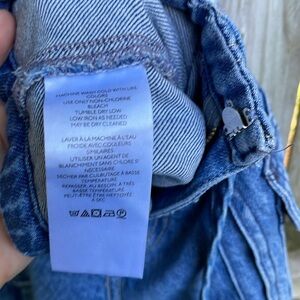 MACHINE WASH COLD WITH LIKE
COLORS
USE ONLY NON-CHLORINE
BLEACH
TUMBLE DRY LOW
LOW IRON AS NEEDED
MAY BE DRY CLEANED
LAVER À LA MACHINE À L'EAU
FROIDE AVEC COULEURS
SIMILAIRES
UTILISER UN AGENT DE
BLANCHIMENT SANS CHLORE SI
NÉCESSAIRE
SÉCHER PAR CULBUTAGE À BASSE
TEMPÉRATURE
REPASSER, AU BESOIN, À TRÈS
BASSE TEMPÉRATURE
PEUT-ÊTRE ÊTRE NETTOYÉ
À SEC